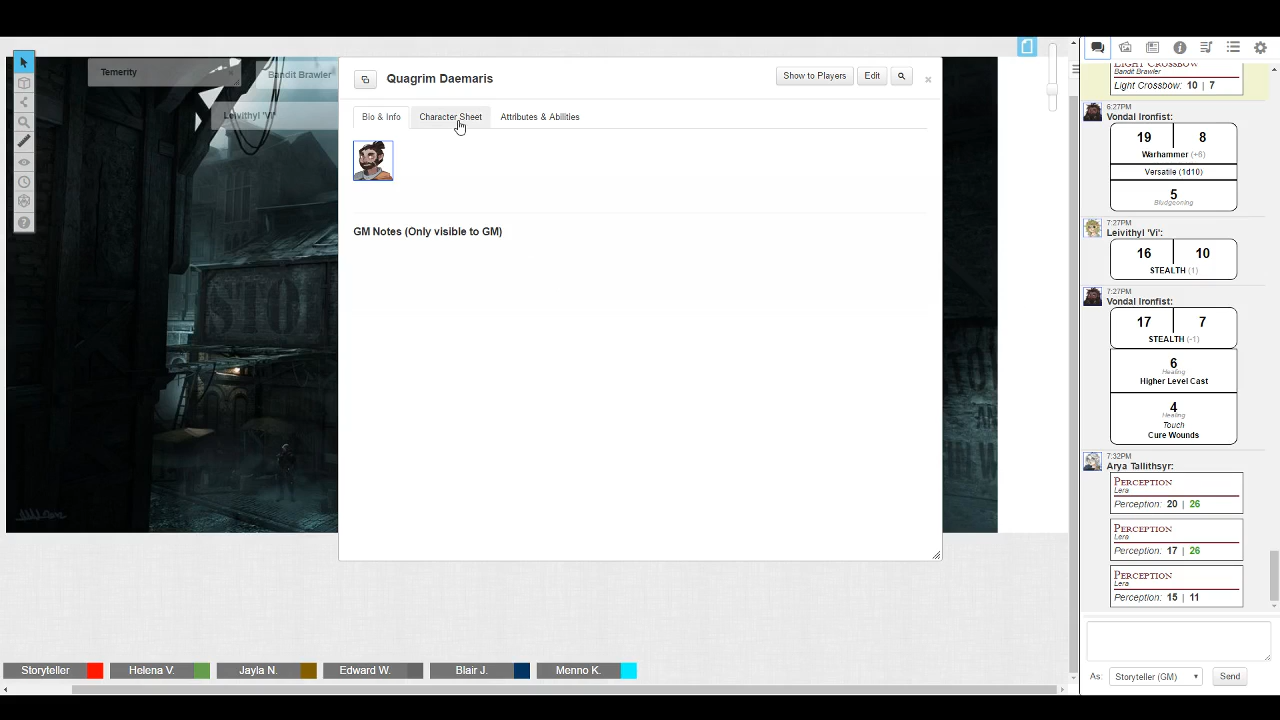 Temerity
Bandit Brawler
Leivithyl 'Vi'
SIO
Quagrim Daemaris
Show to Players
Edit
Bio & Info
Character Sheet
Attributes & Abilities
GM Notes (Only visible to GM)
LIGHT CROSSBOW
Bandit Brawler
Light Crossbow: 10 | 7
6:27PM
Vondal Ironfist:
19 8
Warhammer (+6)
Versatile (1d10)
5
Bludgeoning
7:27PM
Leivithyl 'Vi':
16 10
STEALTH (1)
7:27PM
Vondal Ironfist:
17 7
STEALTH (-1)
6
Healing
Higher Level Cast
4
Healing
Touch
Cure Wounds
7:32PM
Arya Tallithsyr:
PERCEPTION
Lera
Perception: 20 | 26
PERCEPTION
Lera
Perception: 17 | 26
PERCEPTION
Lera
Perception: 15 | 11
As: Storyteller (GM)
Send
Storyteller
Helena V.
Jayla N.
Edward W.
Blair J.
Menno K.